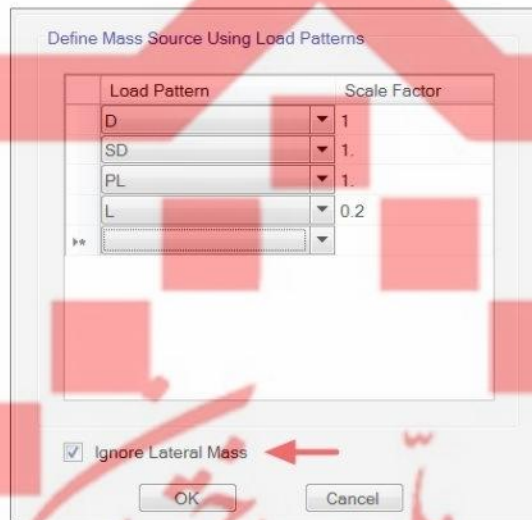 Define Mass Source Using Load Patterns
Load Pattern Scale Factor
D 1
SD 1.
PL 1.
L 0.2
Ignore Lateral Mass
OK Cancel